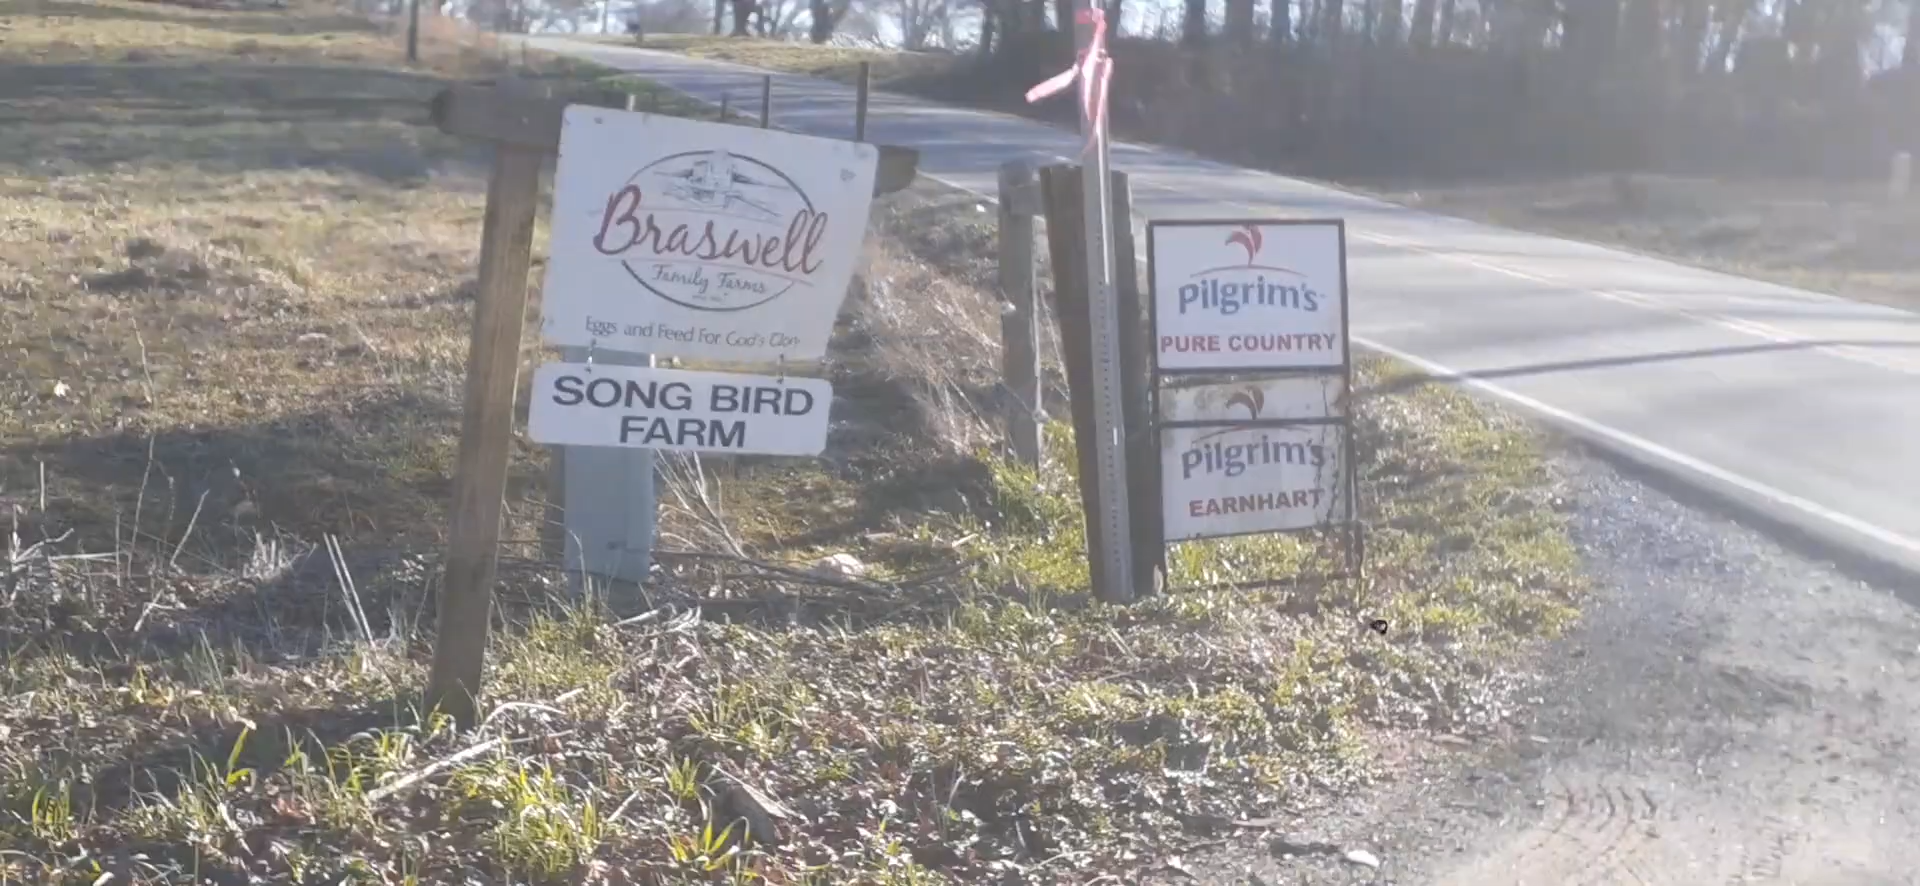 Braswell
Family Farms
Eggs and Feed For God's Glory
SONG BIRD
FARM
Pilgrim's
PURE COUNTRY
Pilgrim's
EARNHART